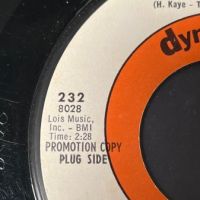 (H. Kaye - T
dyn
232
8028
Lois Music,
Inc. - BMI
Time: 2:28
PROMOTION COPY
PLUG SIDE